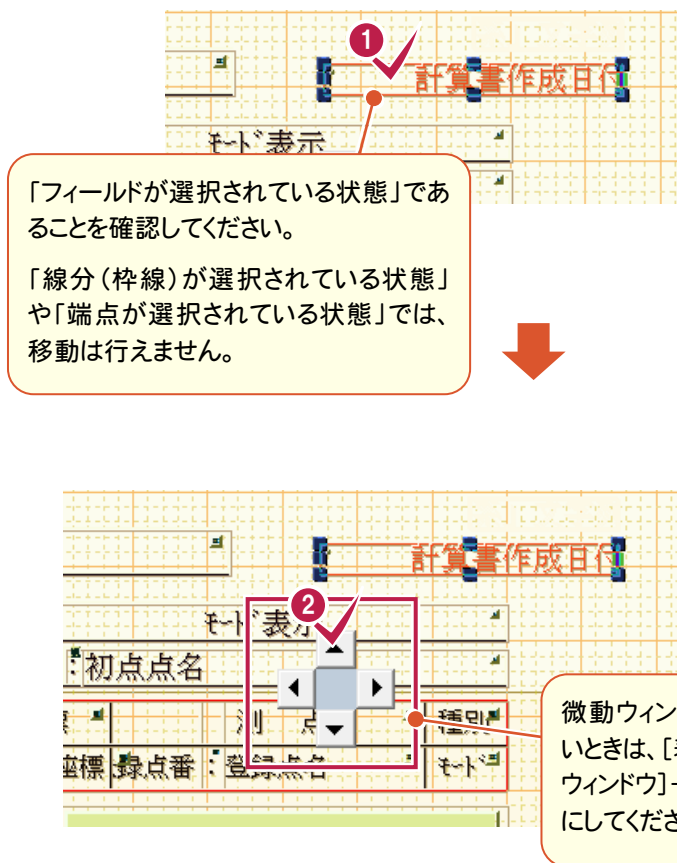 1
計算書作成日付
モード表示
「フィールドが選択されている状態」であ
ることを確認してください。
「線分(枠線)が選択されている状態」
や「端点が選択されている状態」では、
移動は行えません。
計算書作成日付
2
モード表示
初点点名
測 点 種別
座標 録点番 登録点名 モード
微動ウィン
いときは、[
ウィンドウ]
にしてくださ